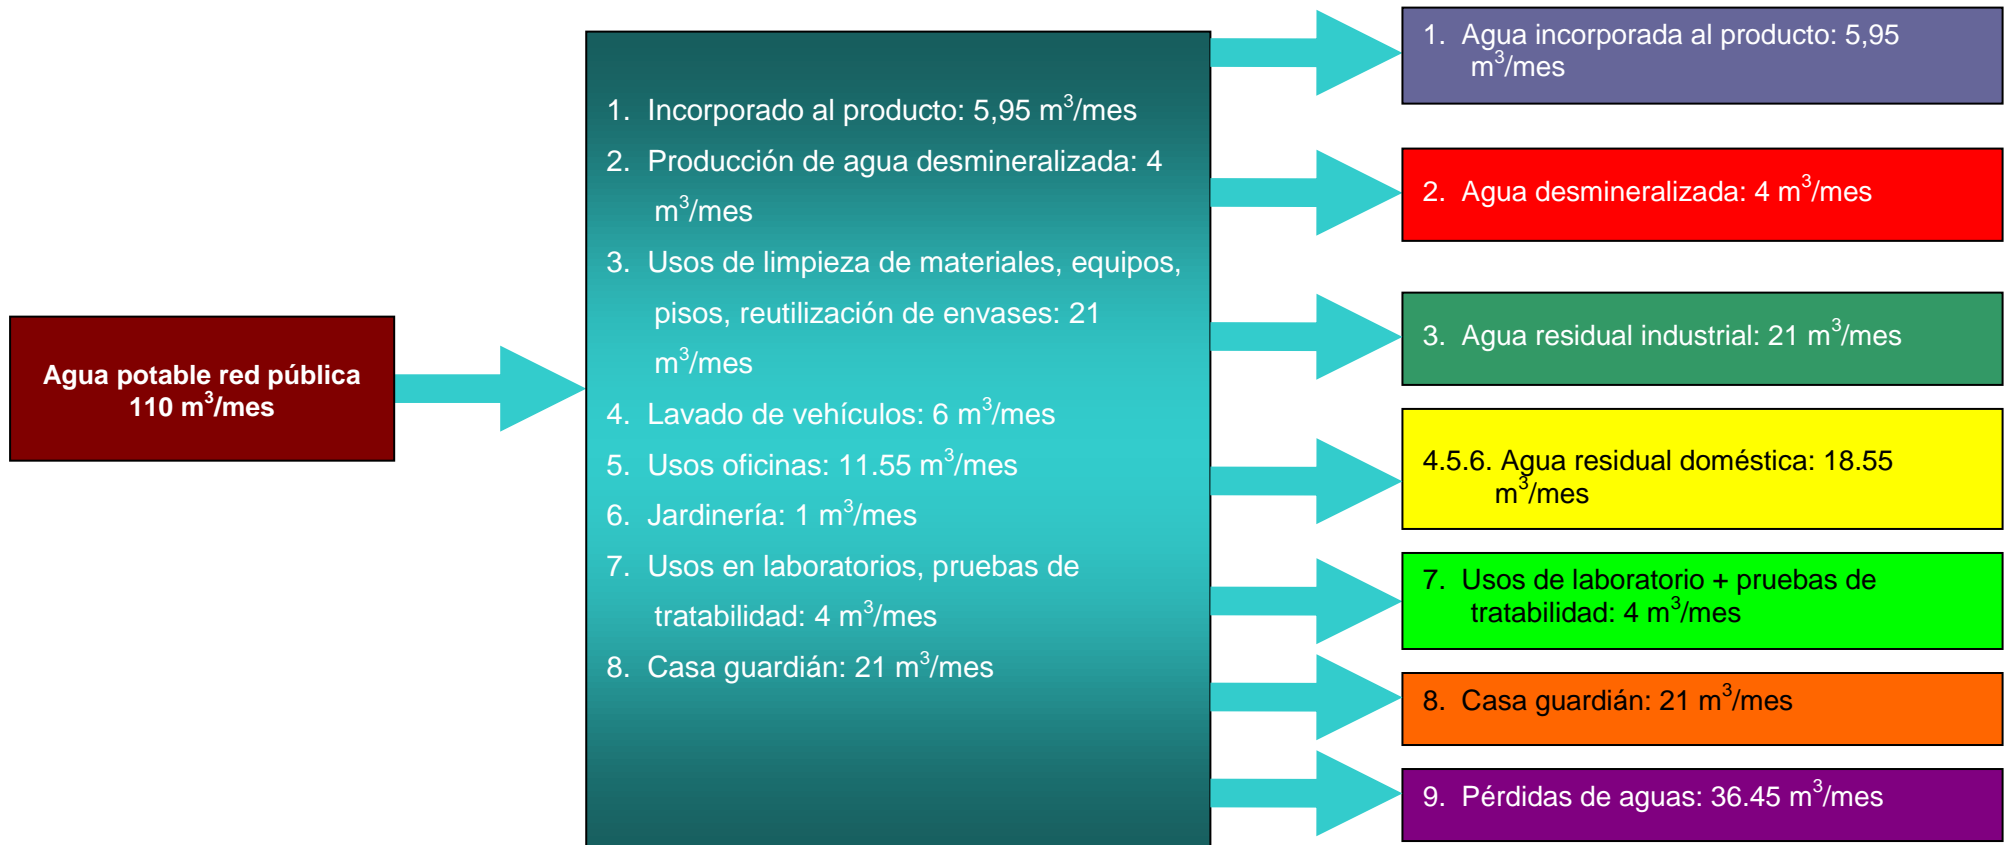 Agua potable red pública
110 m³/mes
1. Incorporado al producto: 5,95 m³/mes
2. Producción de agua desmineralizada: 4
m³/mes
3. Usos de limpieza de materiales, equipos,
pisos, reutilización de envases: 21
m³/mes
4. Lavado de vehículos: 6 m³/mes
5. Usos oficinas: 11.55 m³/mes
6. Jardinería: 1 m³/mes
7. Usos en laboratorios, pruebas de
tratabilidad: 4 m³/mes
8. Casa guardián: 21 m³/mes
1. Agua incorporada al producto: 5,95
m³/mes
2. Agua desmineralizada: 4 m³/mes
3. Agua residual industrial: 21 m³/mes
4.5.6. Agua residual doméstica: 18.55
m³/mes
7. Usos de laboratorio + pruebas de
tratabilidad: 4 m³/mes
8. Casa guardián: 21 m³/mes
9. Pérdidas de aguas: 36.45 m³/mes